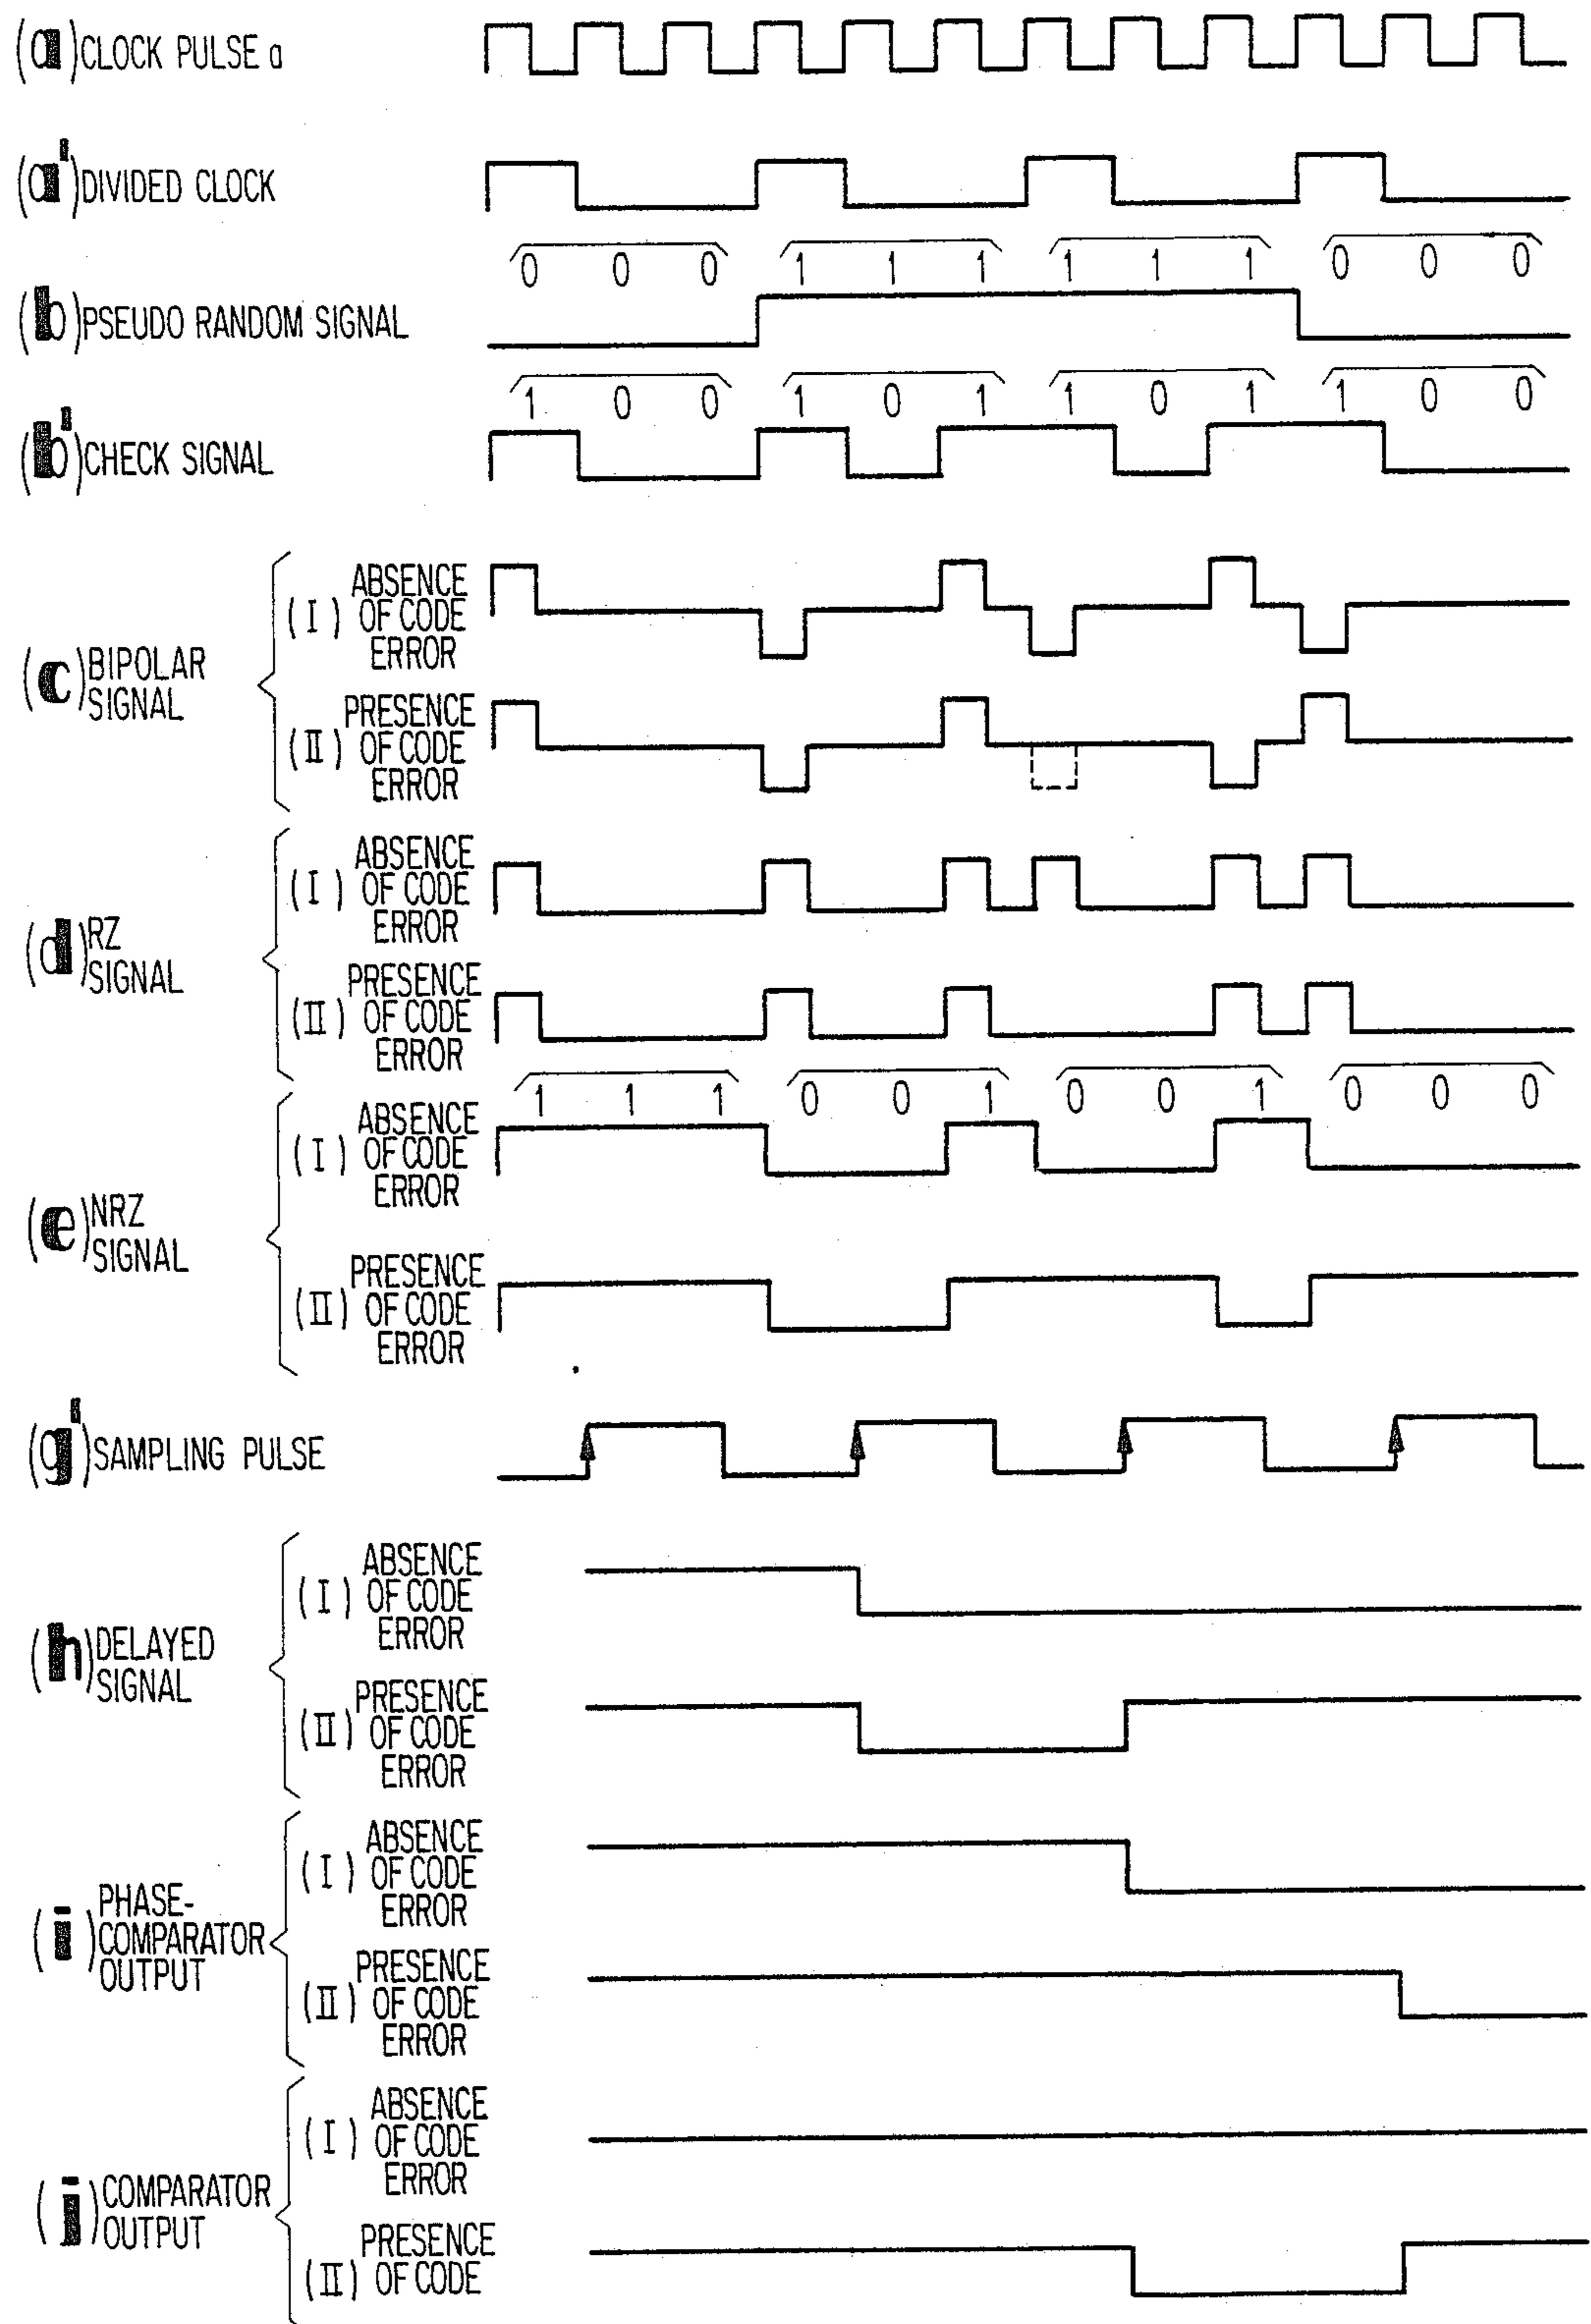 (a) CLOCK PULSE a
(a') DIVIDED CLOCK
0 0 0 1 1 1 1 1 1 0 0 0
(b) PSEUDO RANDOM SIGNAL
1 0 0 1 0 1 1 0 1 1 0 0
(b') CHECK SIGNAL
(c) BIPOLAR
SIGNAL
(I) ABSENCE
OF CODE
ERROR
(II) PRESENCE
OF CODE
ERROR
(d) RZ
SIGNAL
(I) ABSENCE
OF CODE
ERROR
(II) PRESENCE
OF CODE
ERROR
1 1 1 0 0 1 0 0 1 0 0 0
(e) NRZ
SIGNAL
(I) ABSENCE
OF CODE
ERROR
(II) PRESENCE
OF CODE
ERROR
(g') SAMPLING PULSE
(h) DELAYED
SIGNAL
(I) ABSENCE
OF CODE
ERROR
(II) PRESENCE
OF CODE
ERROR
(i) PHASE-
COMPARATOR
OUTPUT
(I) ABSENCE
OF CODE
ERROR
(II) PRESENCE
OF CODE
ERROR
(j) COMPARATOR
OUTPUT
(I) ABSENCE
OF CODE
ERROR
(II) PRESENCE
OF CODE